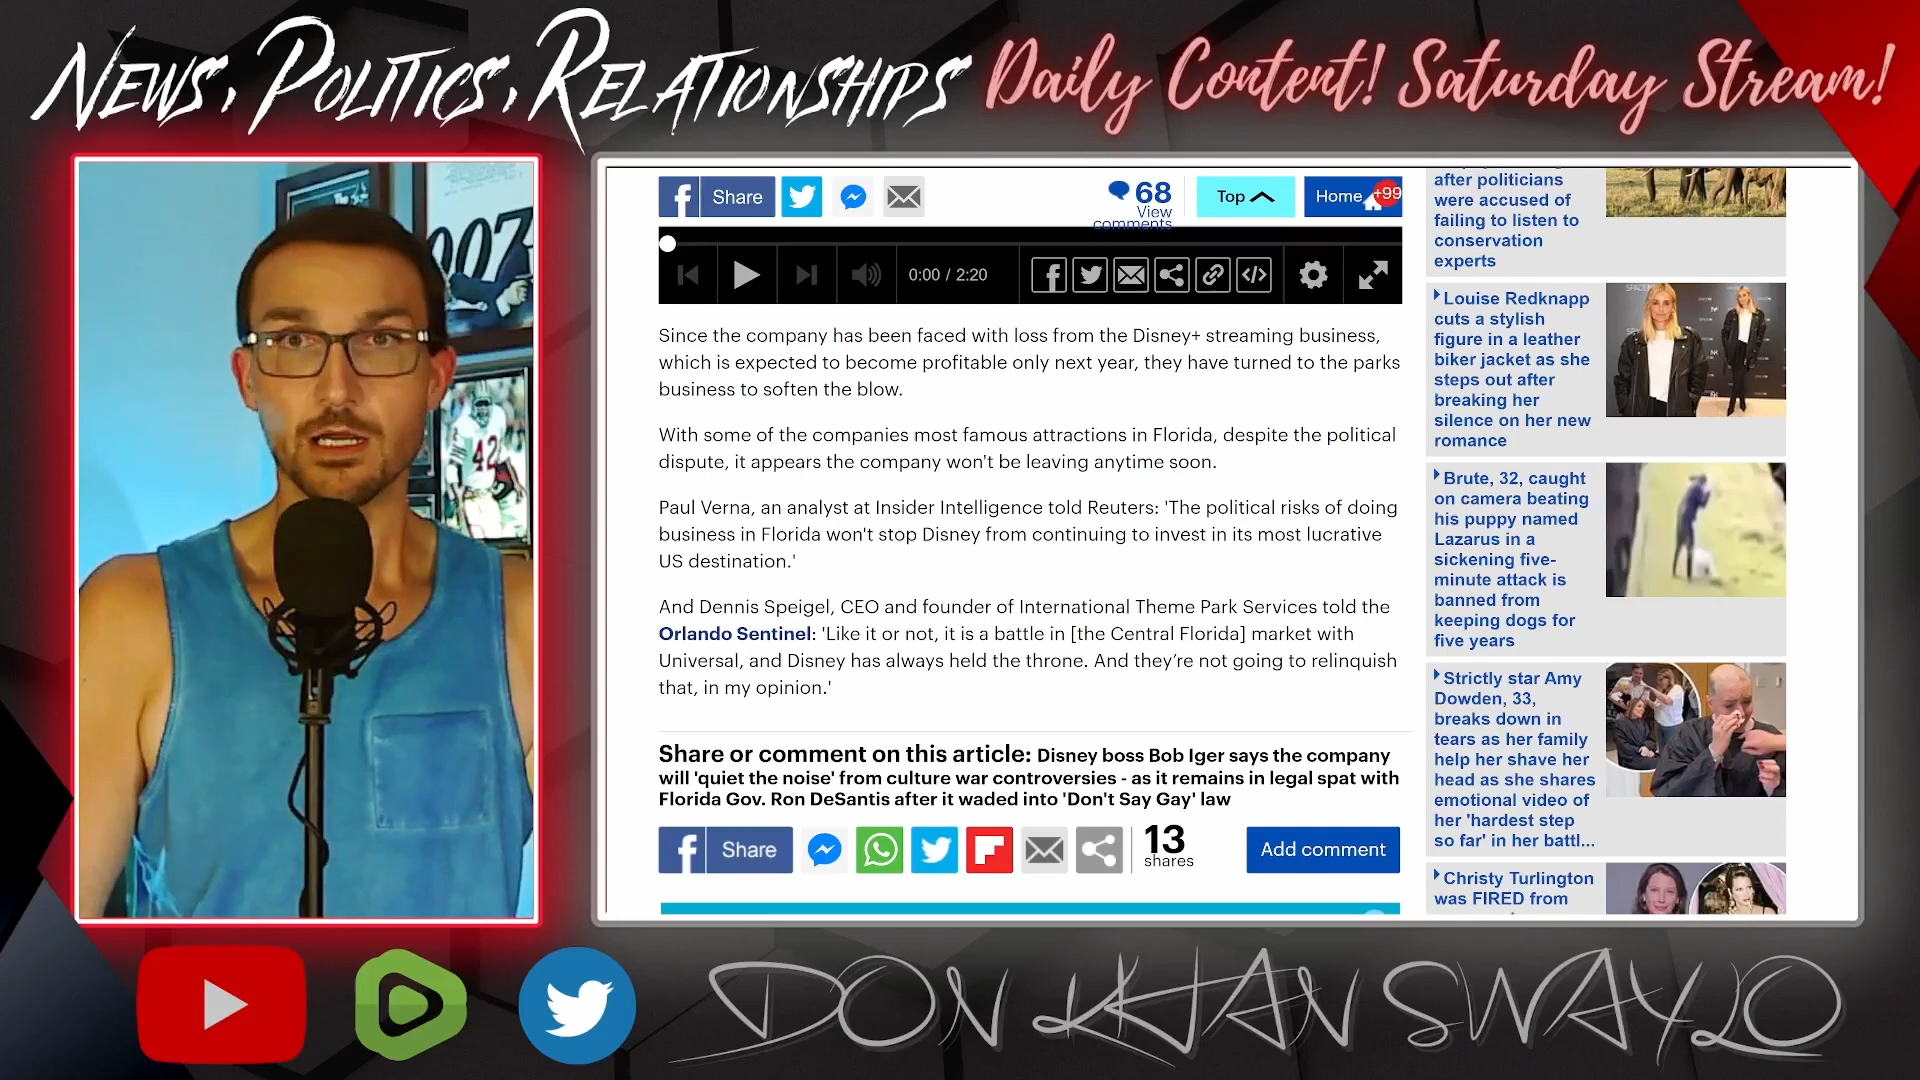 NEWS, POLITICS, RELATIONSHIPS
Daily Content! Saturday Stream!
007
42
Share
68
View
comments
Top
Home
+99
0:00 / 2:20
Since the company has been faced with loss from the Disney+ streaming business,
which is expected to become profitable only next year, they have turned to the parks
business to soften the blow.
With some of the companies most famous attractions in Florida, despite the political
dispute, it appears the company won't be leaving anytime soon.
Paul Verna, an analyst at Insider Intelligence told Reuters: 'The political risks of doing
business in Florida won't stop Disney from continuing to invest in its most lucrative
US destination.'
And Dennis Speigel, CEO and founder of International Theme Park Services told the
Orlando Sentinel: 'Like it or not, it is a battle in [the Central Florida] market with
Universal, and Disney has always held the throne. And they're not going to relinquish
that, in my opinion.'
Share or comment on this article: Disney boss Bob Iger says the company
will 'quiet the noise' from culture war controversies - as it remains in legal spat with
Florida Gov. Ron DeSantis after it waded into 'Don't Say Gay' law
Share
13
shares
Add comment
after politicians
were accused of
failing to listen to
conservation
experts
Louise Redknapp
cuts a stylish
figure in a leather
biker jacket as she
steps out after
breaking her
silence on her new
romance
Brute, 32, caught
on camera beating
his puppy named
Lazarus in a
sickening five-
minute attack is
banned from
keeping dogs for
five years
Strictly star Amy
Dowden, 33,
breaks down in
tears as her family
help her shave her
head as she shares
emotional video of
her 'hardest step
so far' in her battl...
Christy Turlington
was FIRED from
DON KHAN SWAYLO